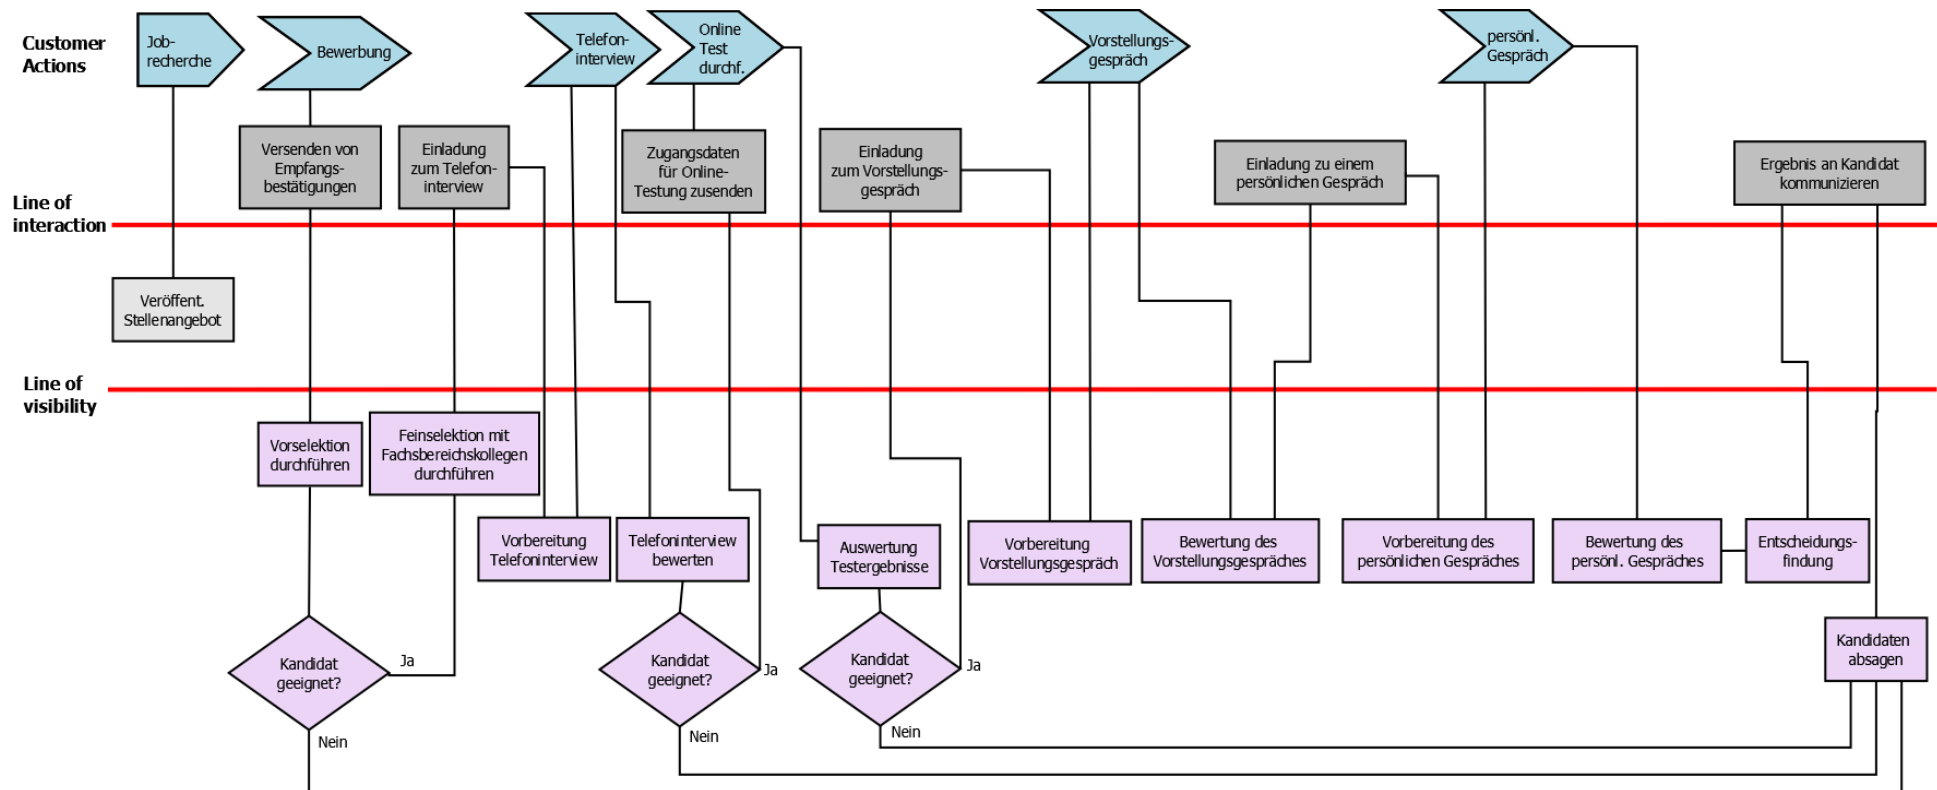 Customer
Actions
Job-
recherche
Bewerbung
Telefon-
interview
Online
Test
durchf.
Vorstellungs-
gespräch
persönl.
Gespräch
Versenden von
Empfangs-
bestätigungen
Einladung
zum Telefon-
interview
Zugangsdaten
für Online-
Testung zusenden
Einladung
zum Vorstellungs-
gespräch
Einladung zu einem
persönlichen Gespräch
Ergebnis an Kandidat
kommunizieren
Line of
interaction
Veröffent.
Stellenangebot
Line of
visibility
Vorselektion
durchführen
Feinselektion mit
Fachsbereichskollegen
durchführen
Vorbereitung
Telefoninterview
Telefoninterview
bewerten
Auswertung
Testergebnisse
Vorbereitung
Vorstellungsgespräch
Bewertung des
Vorstellungsgespräches
Vorbereitung des
persönlichen Gespräches
Bewertung des
persönl. Gespräches
Entscheidungs-
findung
Kandidat
geeignet?
Ja
Nein
Kandidat
geeignet?
Ja
Nein
Kandidat
geeignet?
Ja
Nein
Kandidaten
absagen